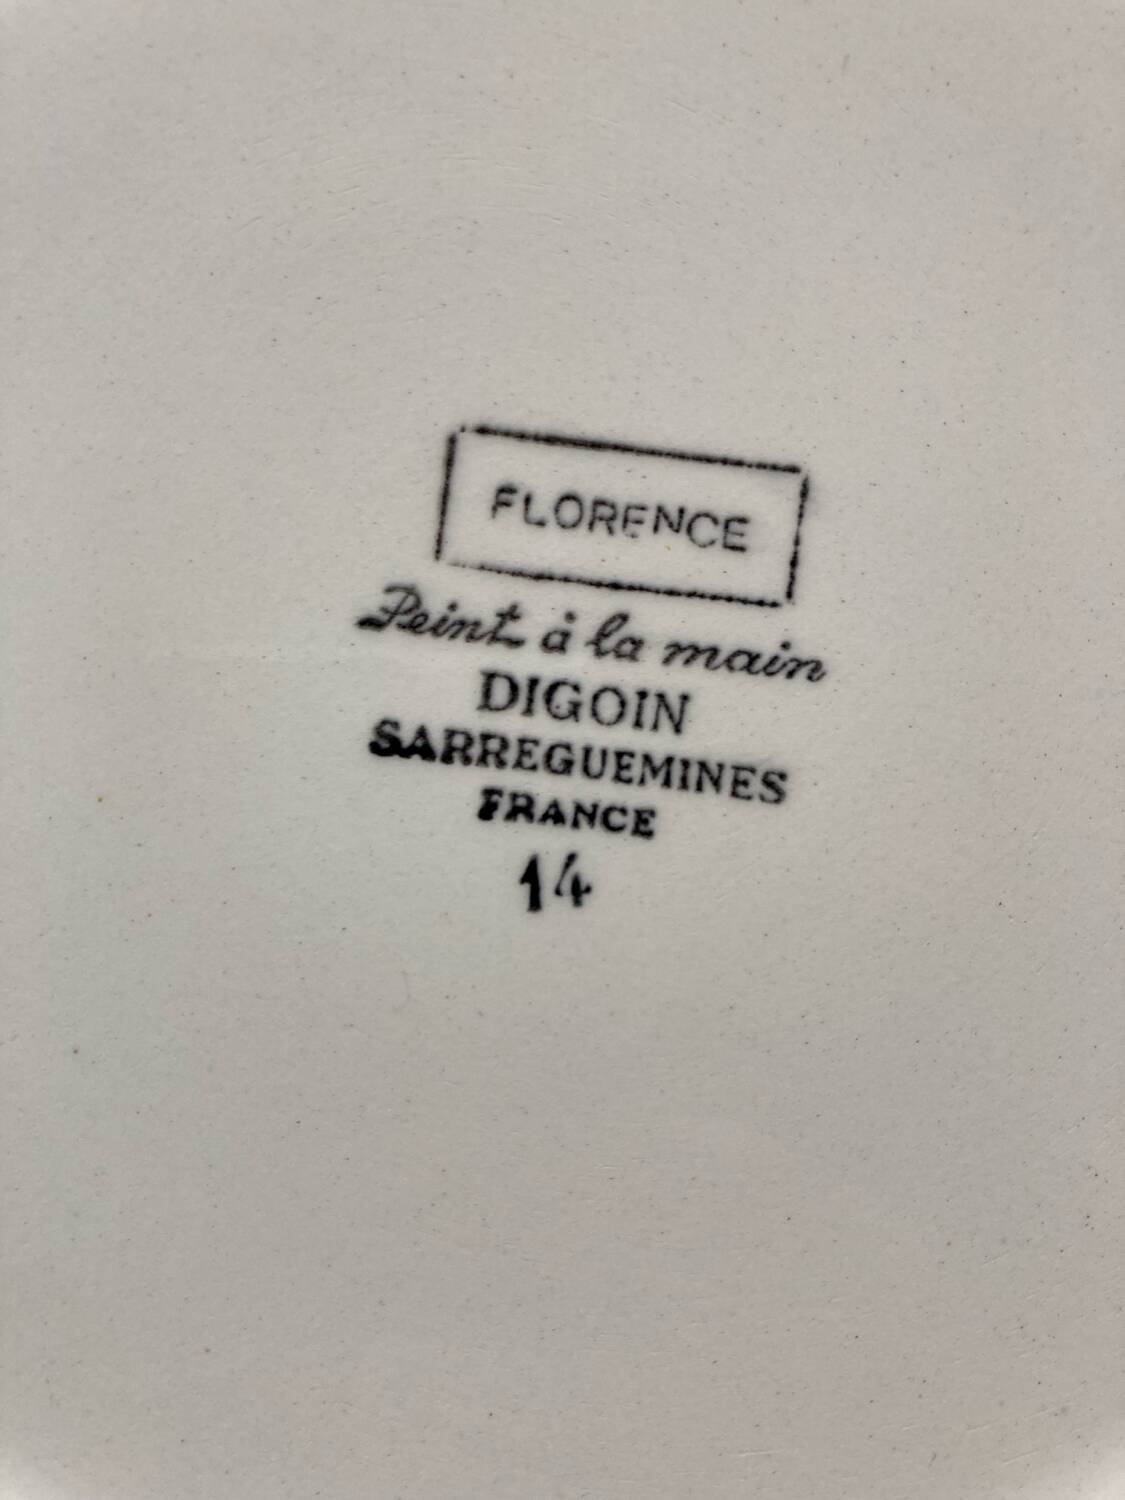 FLORENCE
Peint à la main
DIGOIN
SARREGUEMINES
FRANCE
14